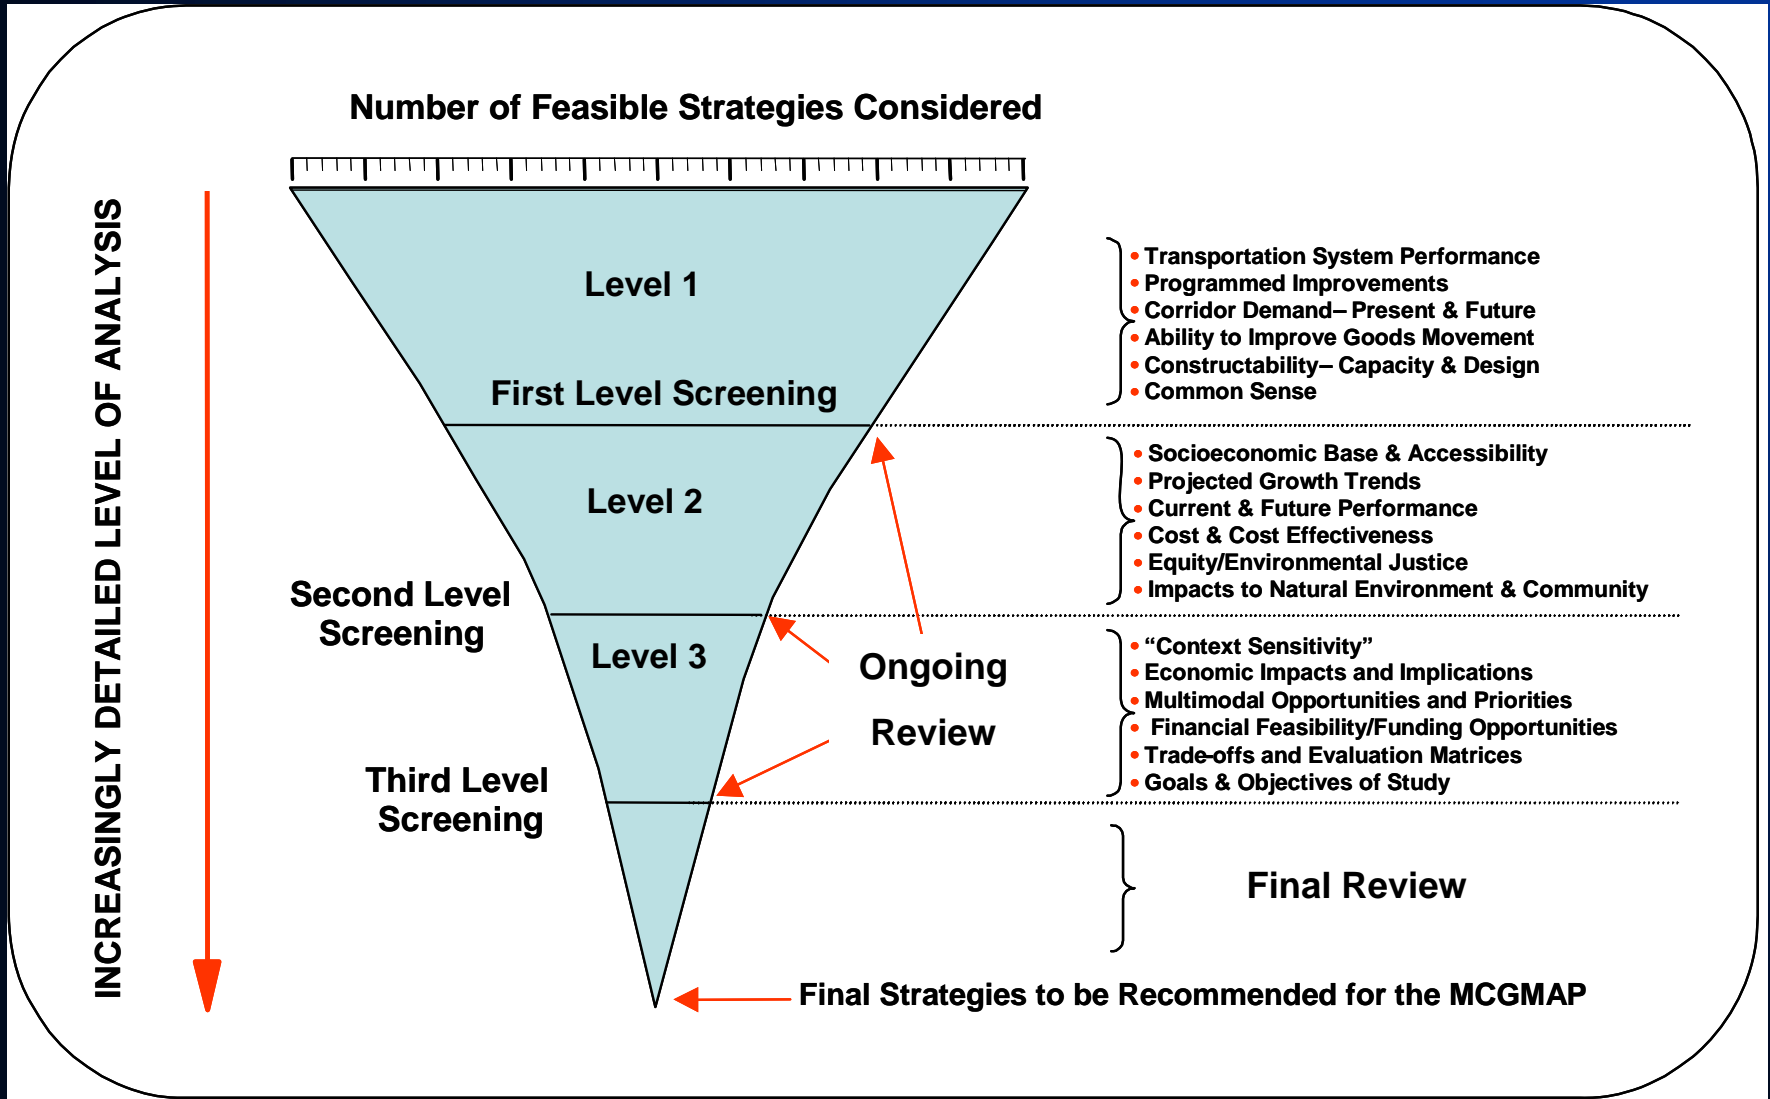 Number of Feasible Strategies Considered
INCREASINGLY DETAILED LEVEL OF ANALYSIS
Level 1
First Level Screening
• Transportation System Performance
• Programmed Improvements
• Corridor Demand– Present & Future
• Ability to Improve Goods Movement
• Constructability– Capacity & Design
• Common Sense
Level 2
Second Level
Screening
• Socioeconomic Base & Accessibility
• Projected Growth Trends
• Current & Future Performance
• Cost & Cost Effectiveness
• Equity/Environmental Justice
• Impacts to Natural Environment & Community
Level 3
Ongoing
Review
Third Level
Screening
• “Context Sensitivity”
• Economic Impacts and Implications
• Multimodal Opportunities and Priorities
• Financial Feasibility/Funding Opportunities
• Trade-offs and Evaluation Matrices
• Goals & Objectives of Study
Final Review
Final Strategies to be Recommended for the MCGMAP